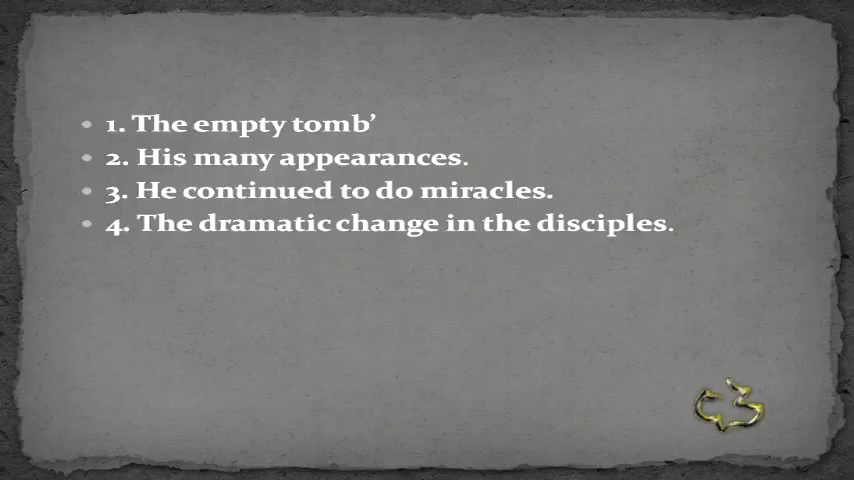 • 1. The empty tomb’
• 2. His many appearances.
• 3. He continued to do miracles.
• 4. The dramatic change in the disciples.
C3